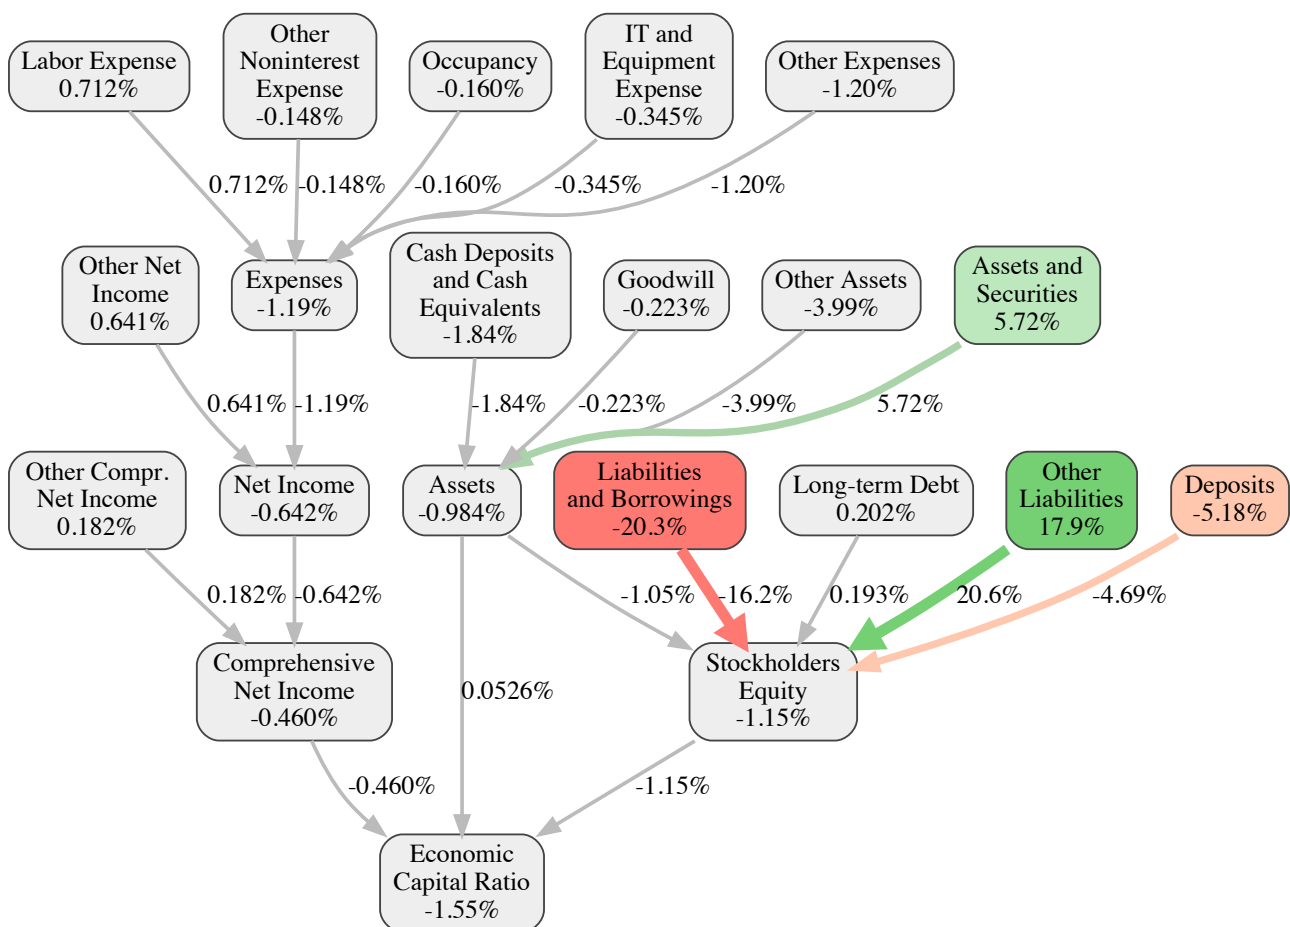 Labor Expense
0.712%
Other
Noninterest
Expense
-0.148%
Occupancy
-0.160%
IT and
Equipment
Expense
-0.345%
Other Expenses
-1.20%
0.712%
-0.148%
-0.160%
-0.345%
-1.20%
Other Net
Income
0.641%
Expenses
-1.19%
Cash Deposits
and Cash
Equivalents
-1.84%
Goodwill
-0.223%
Other Assets
-3.99%
Assets and
Securities
5.72%
0.641%
-1.19%
-1.84%
-0.223%
-3.99%
5.72%
Other Compr.
Net Income
0.182%
Net Income
-0.642%
Assets
-0.984%
Liabilities
and Borrowings
-20.3%
Long-term Debt
0.202%
Other
Liabilities
17.9%
Deposits
-5.18%
0.182%
-0.642%
-1.05%
-16.2%
0.193%
20.6%
-4.69%
Comprehensive
Net Income
-0.460%
0.0526%
Stockholders
Equity
-1.15%
-0.460%
-1.15%
Economic
Capital Ratio
-1.55%